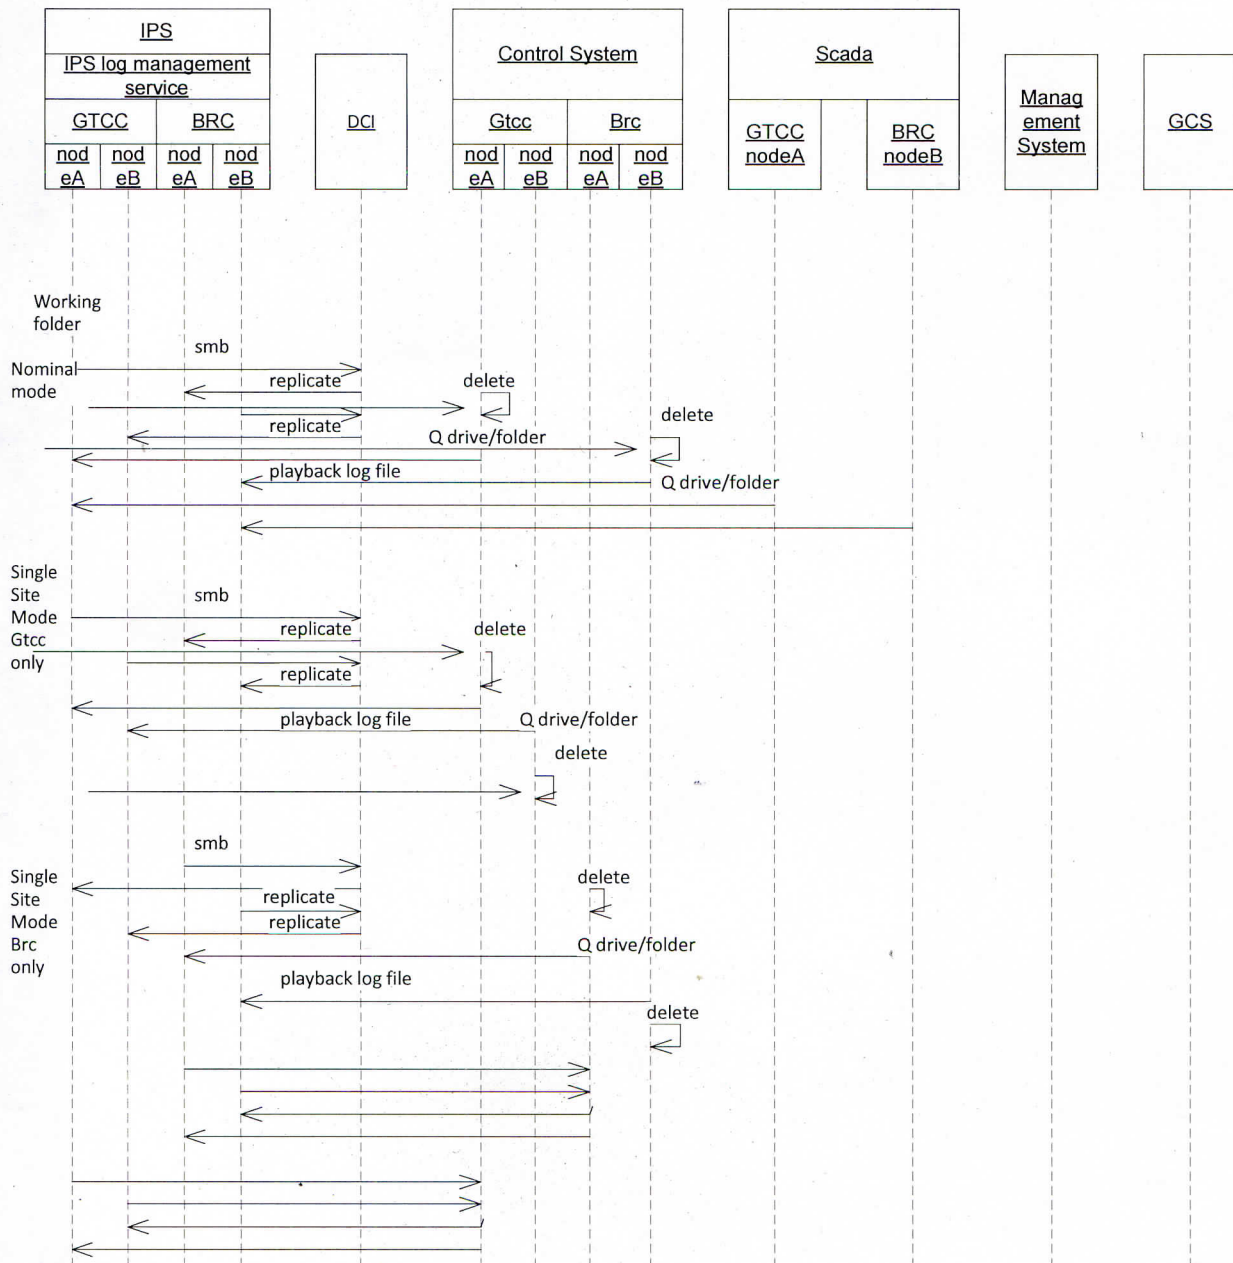 IPS
IPS log management
service
GTCC
BRC
nod
eA
nod
eB
nod
eA
nod
eB
DCI
Control System
Gtcc
Brc
nod
eA
nod
eB
nod
eA
nod
eB
Scada
GTCC
nodeA
BRC
nodeB
Manag
ement
System
GCS
Working
folder
Nominal
mode
smb
replicate
delete
delete
replicate
Q drive/folder
playback log file
Q drive/folder
Single
Site
Mode
Gtcc
only
smb
replicate
delete
replicate
playback log file
Q drive/folder
delete
Single
Site
Mode
Brc
only
smb
delete
replicate
replicate
Q drive/folder
playback log file
delete